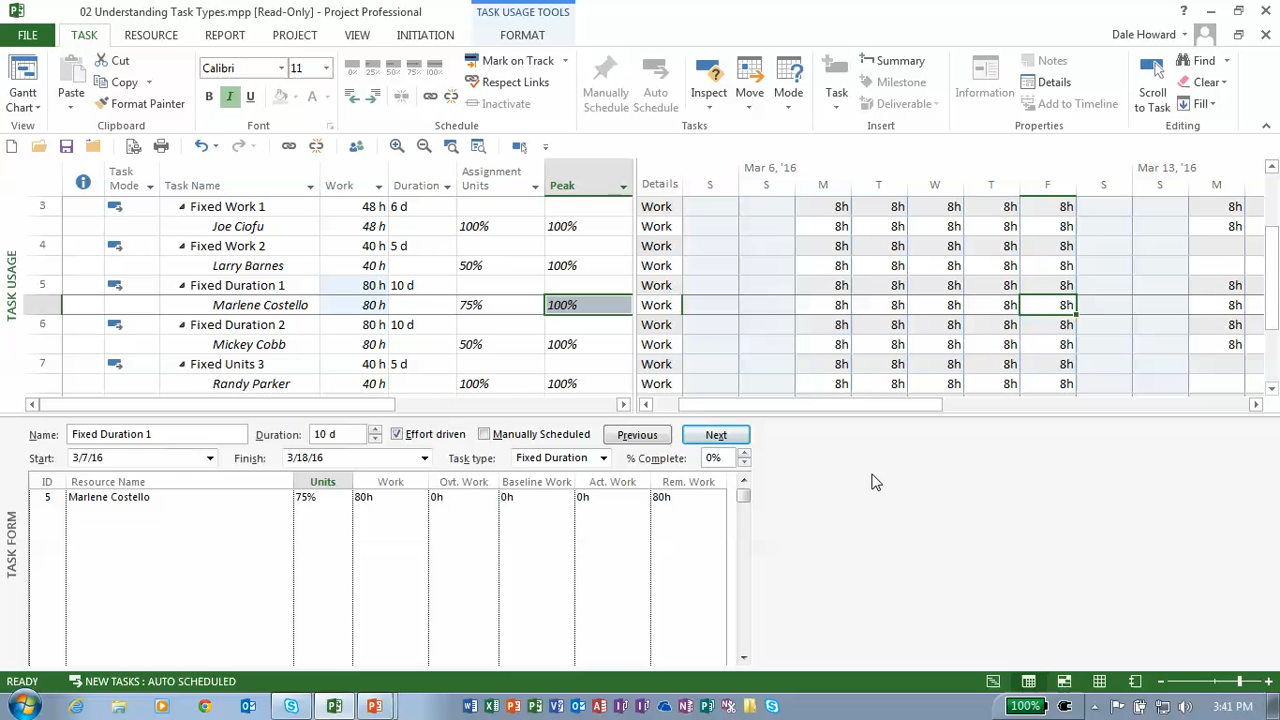 02 Understanding Task Types.mpp [Read-Only] - Project Professional
TASK USAGE TOOLS
FILE TASK RESOURCE REPORT PROJECT VIEW INITIATION FORMAT
Dale Howard
Gantt Chart
View
Paste
Cut
Copy
Format Painter
Clipboard
Calibri 11
B I U A
Font
0% 25% 50% 75% 100%
Mark on Track
Respect Links
Inactivate
Schedule
Manually Schedule
Auto Schedule
Inspect
Move
Mode
Tasks
Task
Summary
Milestone
Deliverable
Insert
Information
Notes
Details
Add to Timeline
Properties
Scroll to Task
Find
Clear
Fill
Editing
Task Mode Task Name Work Duration Assignment Units Peak Details
Mar 6, '16 Mar 13, '16
S S M T W T F S S M
3 Fixed Work 1 48 h 6 d Work 8h 8h 8h 8h 8h 8h
Joe Ciofu 48 h 100% 100% Work 8h 8h 8h 8h 8h 8h
4 Fixed Work 2 40 h 5 d Work 8h 8h 8h 8h 8h
Larry Barnes 40 h 50% 100% Work 8h 8h 8h 8h 8h
5 Fixed Duration 1 80 h 10 d Work 8h 8h 8h 8h 8h 8h
Marlene Costello 80 h 75% 100% Work 8h 8h 8h 8h 8h 8h
6 Fixed Duration 2 80 h 10 d Work 8h 8h 8h 8h 8h 8h
Mickey Cobb 80 h 50% 100% Work 8h 8h 8h 8h 8h 8h
7 Fixed Units 3 40 h 5 d Work 8h 8h 8h 8h 8h
Randy Parker 40 h 100% 100% Work 8h 8h 8h 8h 8h
TASK USAGE
Name: Fixed Duration 1 Duration: 10 d Effort driven Manually Scheduled Previous Next
Start: 3/7/16 Finish: 3/18/16 Task type: Fixed Duration % Complete: 0%
ID Resource Name Units Work Ovt. Work Baseline Work Act. Work Rem. Work
5 Marlene Costello 75% 80h 0h 0h 0h 80h
TASK FORM
READY NEW TASKS : AUTO SCHEDULED
100% 3:41 PM